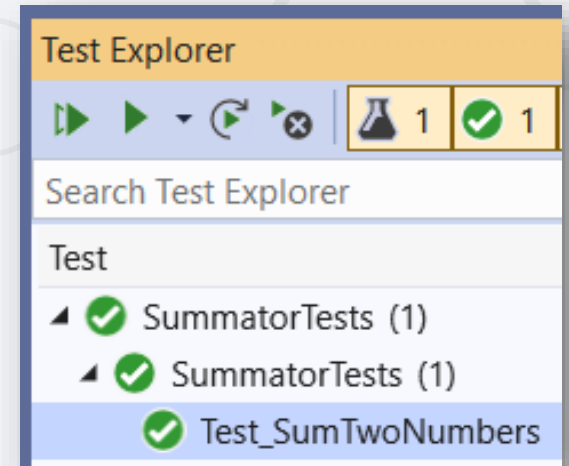 Test Explorer
1 1
Search Test Explorer
Test
SummatorTests (1)
SummatorTests (1)
Test_SumTwoNumbers